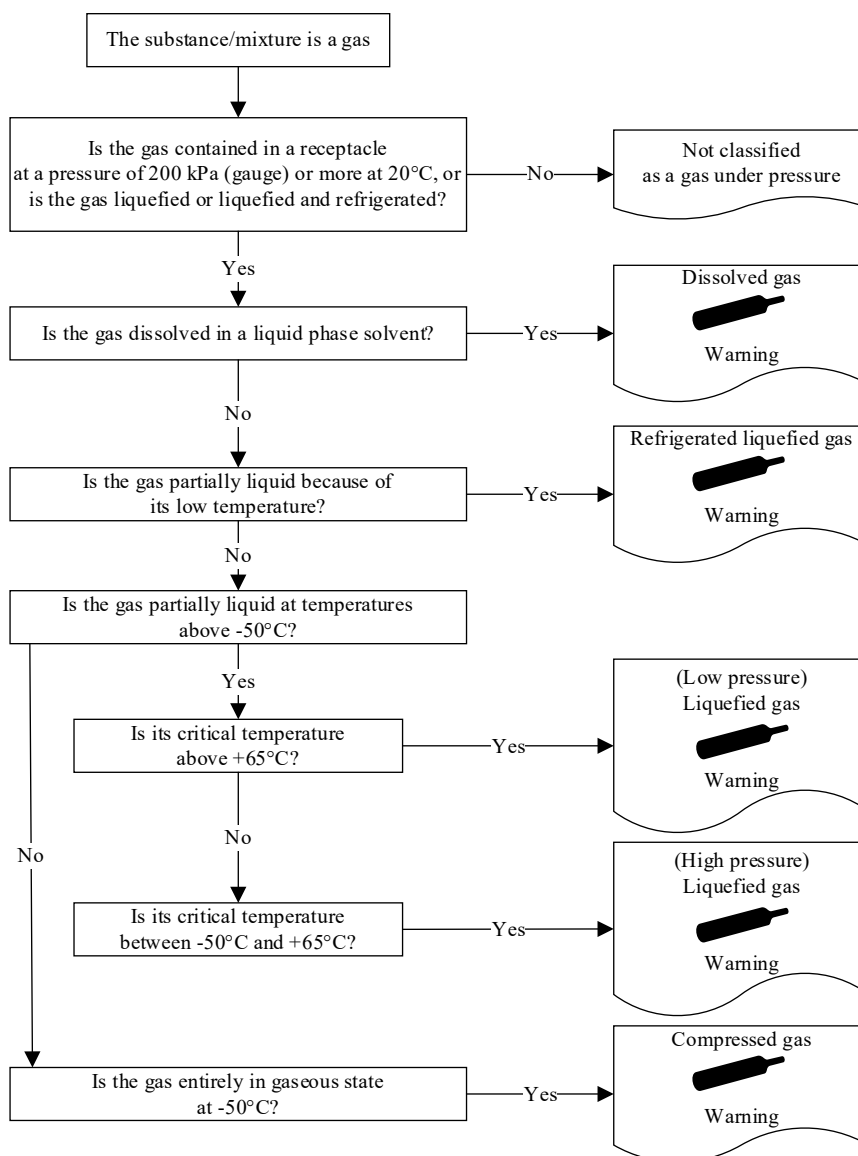 The substance/mixture is a gas
Is the gas contained in a receptacle
at a pressure of 200 kPa (gauge) or more at 20°C, or
is the gas liquefied or liquefied and refrigerated?
No
Not classified
as a gas under pressure
Yes
Is the gas dissolved in a liquid phase solvent?
Yes
Dissolved gas
Warning
No
Is the gas partially liquid because of
its low temperature?
Yes
Refrigerated liquefied gas
Warning
No
Is the gas partially liquid at temperatures
above -50°C?
Yes
Is its critical temperature
above +65°C?
Yes
(Low pressure)
Liquefied gas
Warning
No
No
Is its critical temperature
between -50°C and +65°C?
Yes
(High pressure)
Liquefied gas
Warning
Is the gas entirely in gaseous state
at -50°C?
Yes
Compressed gas
Warning